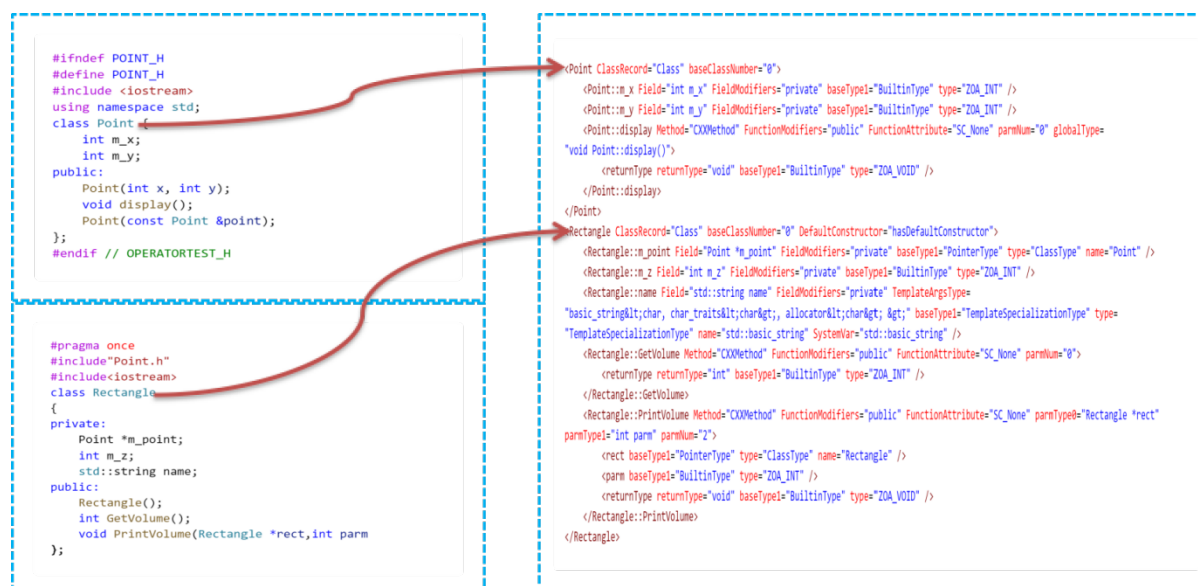 #ifndef POINT_H
#define POINT_H
#include <iostream>
using namespace std;
class Point {
    int m_x;
    int m_y;
public:
    Point(int x, int y);
    void display();
    Point(const Point &point);
};
#endif // OPERATORTEST_H
#pragma once
#include"Point.h"
#include<iostream>
class Rectangle
{
private:
    Point *m_point;
    int m_z;
    std::string name;
public:
    Rectangle();
    int GetVolume();
    void PrintVolume(Rectangle *rect,int parm
};
<Point ClassRecord="Class" baseClassNumber="0">
    <Point::m_x Field="int m_x" FieldModifiers="private" baseType1="BuiltinType" type="ZOA_INT" />
    <Point::m_y Field="int m_y" FieldModifiers="private" baseType1="BuiltinType" type="ZOA_INT" />
    <Point::display Method="CXXMethod" FunctionModifiers="public" FunctionAttribute="SC_None" parmNum="0" globalType=
"void Point::display()">
        <returnType returnType="void" baseType1="BuiltinType" type="ZOA_VOID" />
    </Point::display>
</Point>
<Rectangle ClassRecord="Class" baseClassNumber="0" DefaultConstructor="hasDefaultConstructor">
    <Rectangle::m_point Field="Point *m_point" FieldModifiers="private" baseType1="PointerType" type="ClassType" name="Point" />
    <Rectangle::m_z Field="int m_z" FieldModifiers="private" baseType1="BuiltinType" type="ZOA_INT" />
    <Rectangle::name Field="std::string name" FieldModifiers="private" TemplateArgsType=
"basic_string&lt;char, char_traits&lt;char&gt;, allocator&lt;char&gt; &gt;" baseType1="TemplateSpecializationType" type=
"TemplateSpecializationType" name="std::basic_string" SystemVar="std::basic_string" />
    <Rectangle::GetVolume Method="CXXMethod" FunctionModifiers="public" FunctionAttribute="SC_None" parmNum="0">
        <returnType returnType="int" baseType1="BuiltinType" type="ZOA_INT" />
    </Rectangle::GetVolume>
    <Rectangle::PrintVolume Method="CXXMethod" FunctionModifiers="public" FunctionAttribute="SC_None" parmType0="Rectangle *rect"
parmType1="int parm" parmNum="2">
        <rect baseType1="PointerType" type="ClassType" name="Rectangle" />
        <parm baseType1="BuiltinType" type="ZOA_INT" />
        <returnType returnType="void" baseType1="BuiltinType" type="ZOA_VOID" />
    </Rectangle::PrintVolume>
</Rectangle>